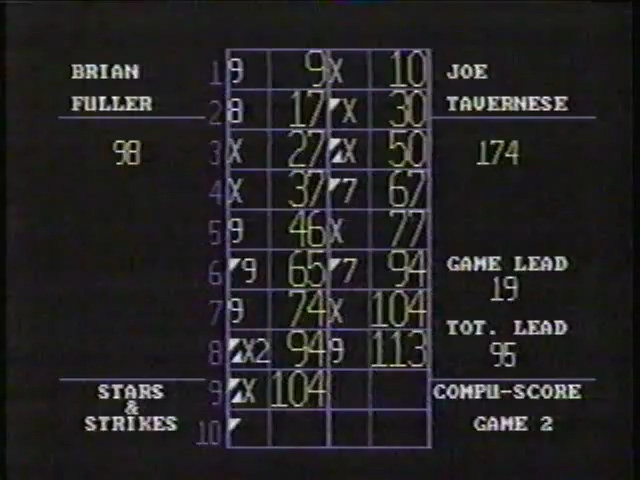 BRIAN
FULLER
98
JOE
TAVERNESE
174
1 9 9 X 10
2 8 17 X 30
3 X 27 X 50
4 X 37 7 67
5 9 46 X 77
6 9 65 7 94
7 9 74 X 104
8 X2 94 9 113
9 X 104
10
GAME LEAD
19
TOT. LEAD
95
STARS
&
STRIKES
COMPU-SCORE
GAME 2